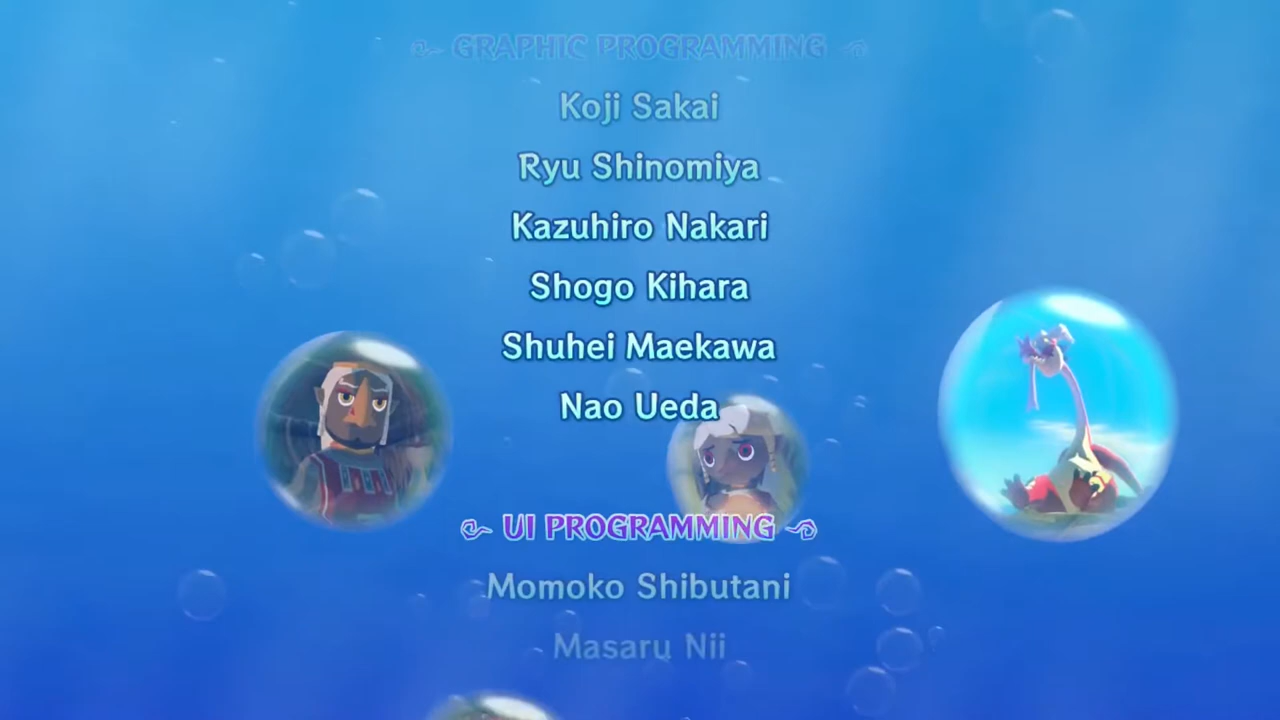 GRAPHIC PROGRAMMING
Koji Sakai
Ryu Shinomiya
Kazuhiro Nakari
Shogo Kihara
Shuhei Maekawa
Nao Ueda
UI PROGRAMMING
Momoko Shibutani
Masaru Nii